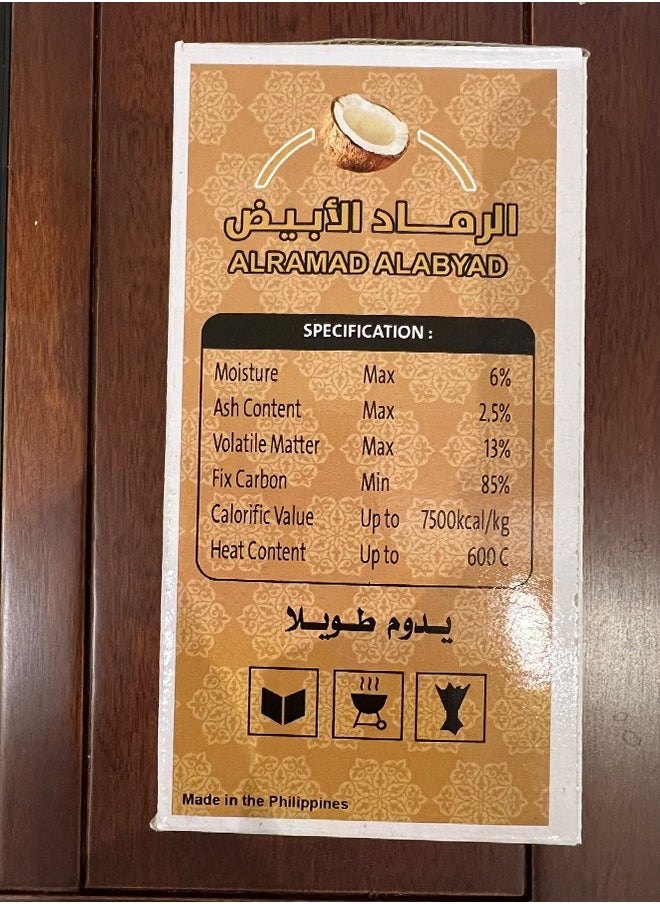 الرماد الأبيض
ALRAMAD ALABYAD
SPECIFICATION :
Moisture Max 6%
Ash Content Max 2,5%
Volatile Matter Max 13%
Fix Carbon Min 85%
Calorific Value Up to 7500kcal/kg
Heat Content Up to 600 C
يدوم طويلا
Made in the Philippines